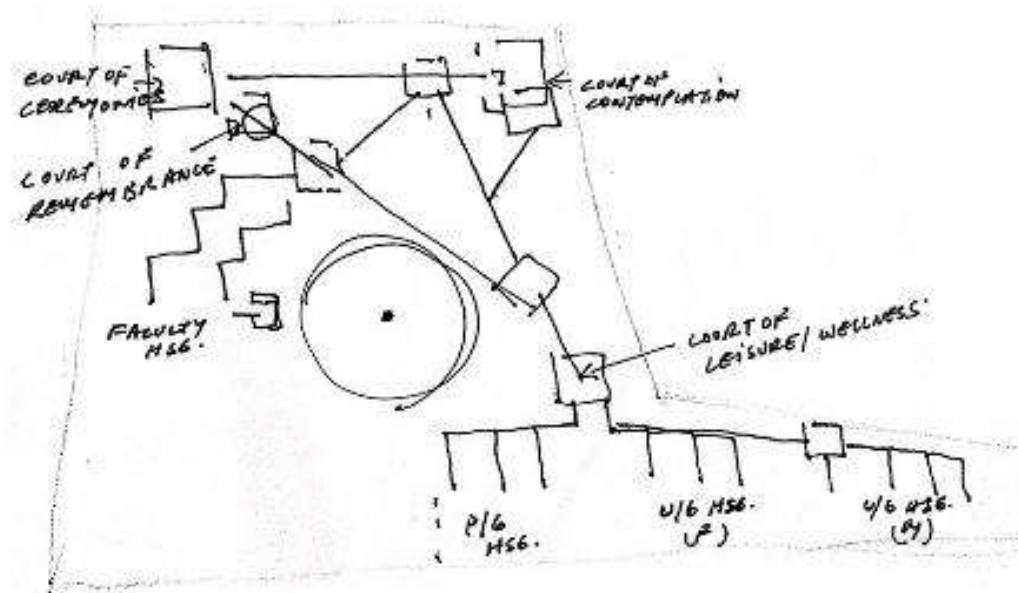 COURT OF
CEREMONIES
COURT OF
CONTEMPLATION
COURT OF
REMEMBRANCE
FACULTY
HSG.
COURT OF
LEISURE/WELLNESS
P/G
HSG.
U/G HSG.
U/G HSG.